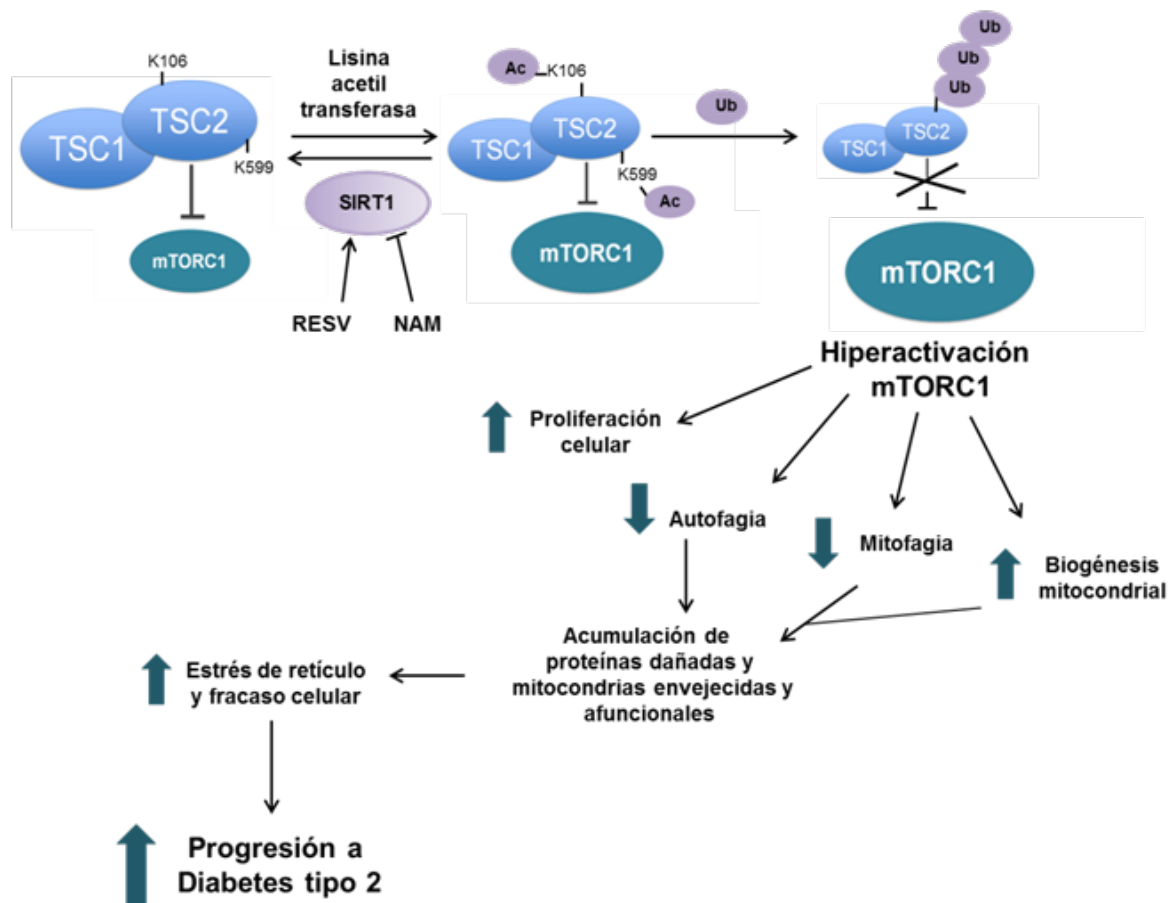 K106
TSC2
TSC1
K599
mTORC1
Lisina
acetil
transferasa
SIRT1
RESV
NAM
Ac
K106
TSC2
TSC1
K599
Ac
mTORC1
Ub
Ub
Ub
Ub
TSC2
TSC1
mTORC1
Hiperactivación
mTORC1
Proliferación
celular
Autofagia
Mitofagia
Biogénesis
mitocondrial
Acumulación de
proteínas dañadas y
mitocondrias envejecidas y
afuncionales
Estrés de retículo
y fracaso celular
Progresión a
Diabetes tipo 2